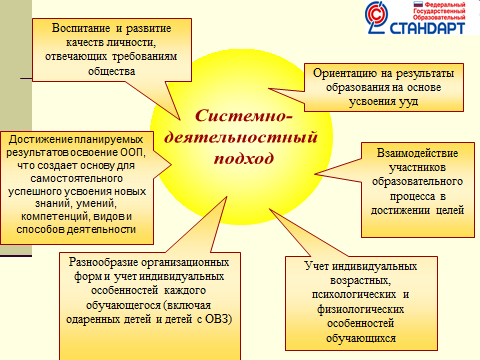 Федеральный
Государственный
Образовательный
СТАНДАРТ
Воспитание и развитие
качеств личности,
отвечающих требованиям
общества
Ориентацию на результаты
образования на основе
усвоения ууд
Системно-
деятельностный
подход
Достижение планируемых
результатов освоение ООП,
что создает основу для
самостоятельного
успешного усвоения новых
знаний, умений,
компетенций, видов и
способов деятельности
Взаимодействие
участников
образовательного
процесса в
достижении целей
Разнообразие организационных
форм и учет индивидуальных
особенностей каждого
обучающегося (включая
одаренных детей и детей с ОВЗ)
Учет индивидуальных
возрастных,
психологических и
физиологических
особенностей
обучающихся